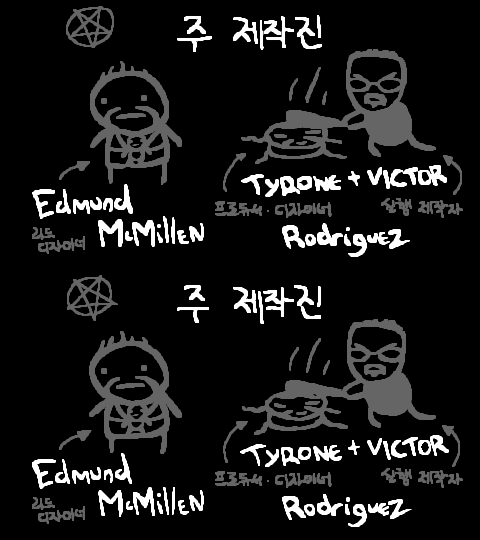 주 제작진
Edmund
McMillEN
리드
디자이너
TyRONE + VICTOR
프로듀서 · 디자이너
실행 제작자
RodriguEZ
주 제작진
Edmund
McMillEN
리드
디자이너
TyRONE + VICTOR
프로듀서 · 디자이너
실행 제작자
RodriguEZ